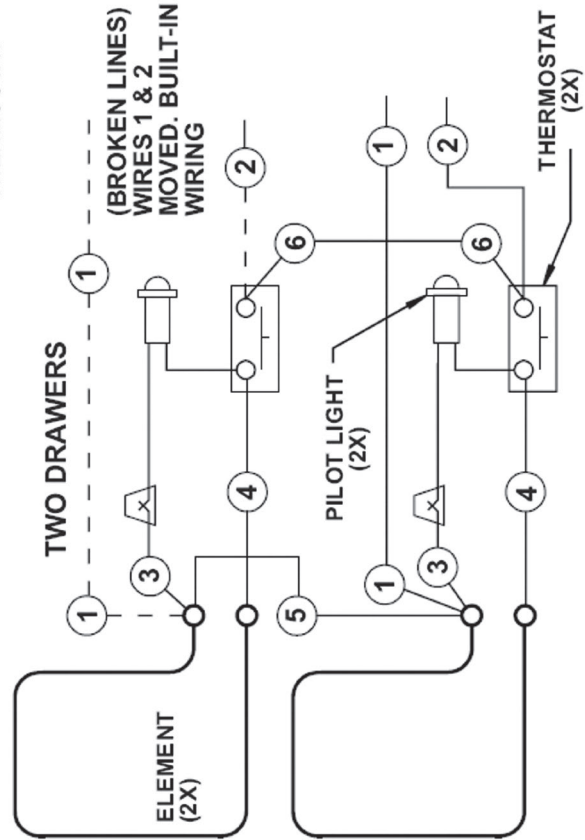 TWO DRAWERS
1
1
(BROKEN LINES)
WIRES 1 & 2
MOVED. BUILT-IN
WIRING
3
ELEMENT
(2X)
4
2
5
6
PILOT LIGHT
(2X)
1
1
3
2
6
4
THERMOSTAT
(2X)